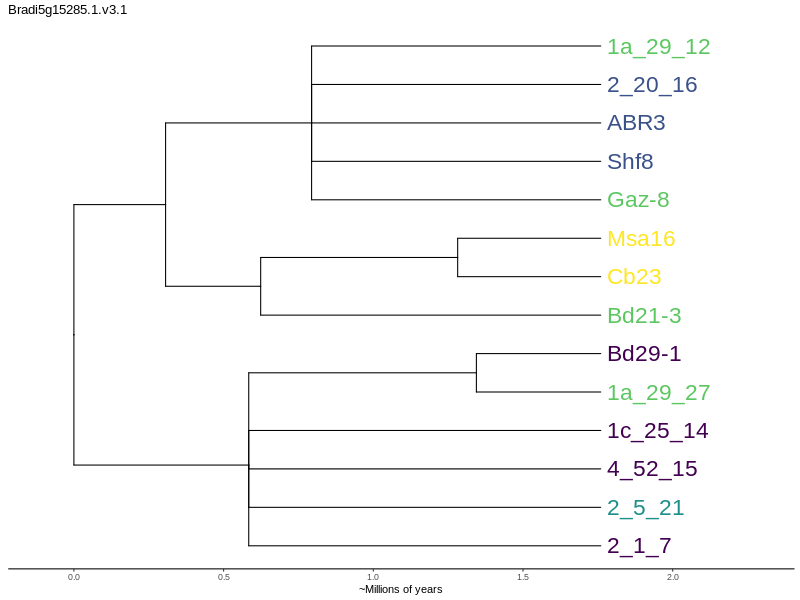 Bradi5g15285.1.v3.1
1a_29_12
2_20_16
ABR3
Shf8
Gaz-8
Msa16
Cb23
Bd21-3
Bd29-1
1a_29_27
1c_25_14
4_52_15
2_5_21
2_1_7
0.0 0.5 1.0 1.5 2.0
~Millions of years